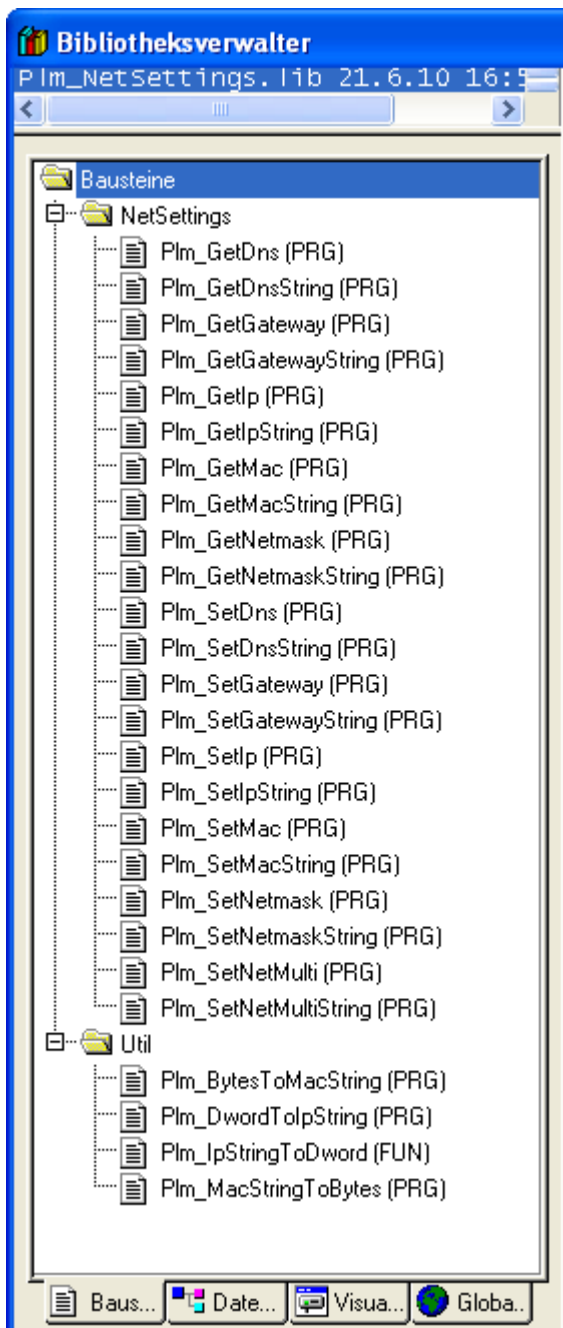 Bibliotheksverwalter
Plm_NetSettings.lib 21.6.10 16:5
Bausteine
NetSettings
Plm_GetDns (PRG)
Plm_GetDnsString (PRG)
Plm_GetGateway (PRG)
Plm_GetGatewayString (PRG)
Plm_GetIp (PRG)
Plm_GetIpString (PRG)
Plm_GetMac (PRG)
Plm_GetMacString (PRG)
Plm_GetNetmask (PRG)
Plm_GetNetmaskString (PRG)
Plm_SetDns (PRG)
Plm_SetDnsString (PRG)
Plm_SetGateway (PRG)
Plm_SetGatewayString (PRG)
Plm_SetIp (PRG)
Plm_SetIpString (PRG)
Plm_SetMac (PRG)
Plm_SetMacString (PRG)
Plm_SetNetmask (PRG)
Plm_SetNetmaskString (PRG)
Plm_SetNetMulti (PRG)
Plm_SetNetMultiString (PRG)
Util
Plm_BytesToMacString (PRG)
Plm_DwordToIpString (PRG)
Plm_IpStringToDword (FUN)
Plm_MacStringToBytes (PRG)
Baus... Date... Visua... Globa..